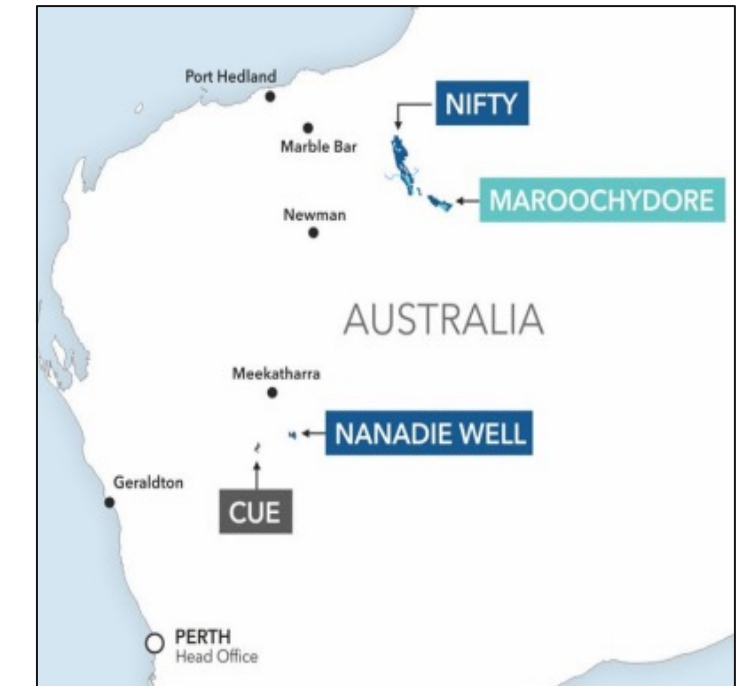 Port Hedland
NIFTY
Marble Bar
MAROOCHYDORE
Newman
AUSTRALIA
Meekatharra
NANADIE WELL
Geraldton
CUE
PERTH
Head Office